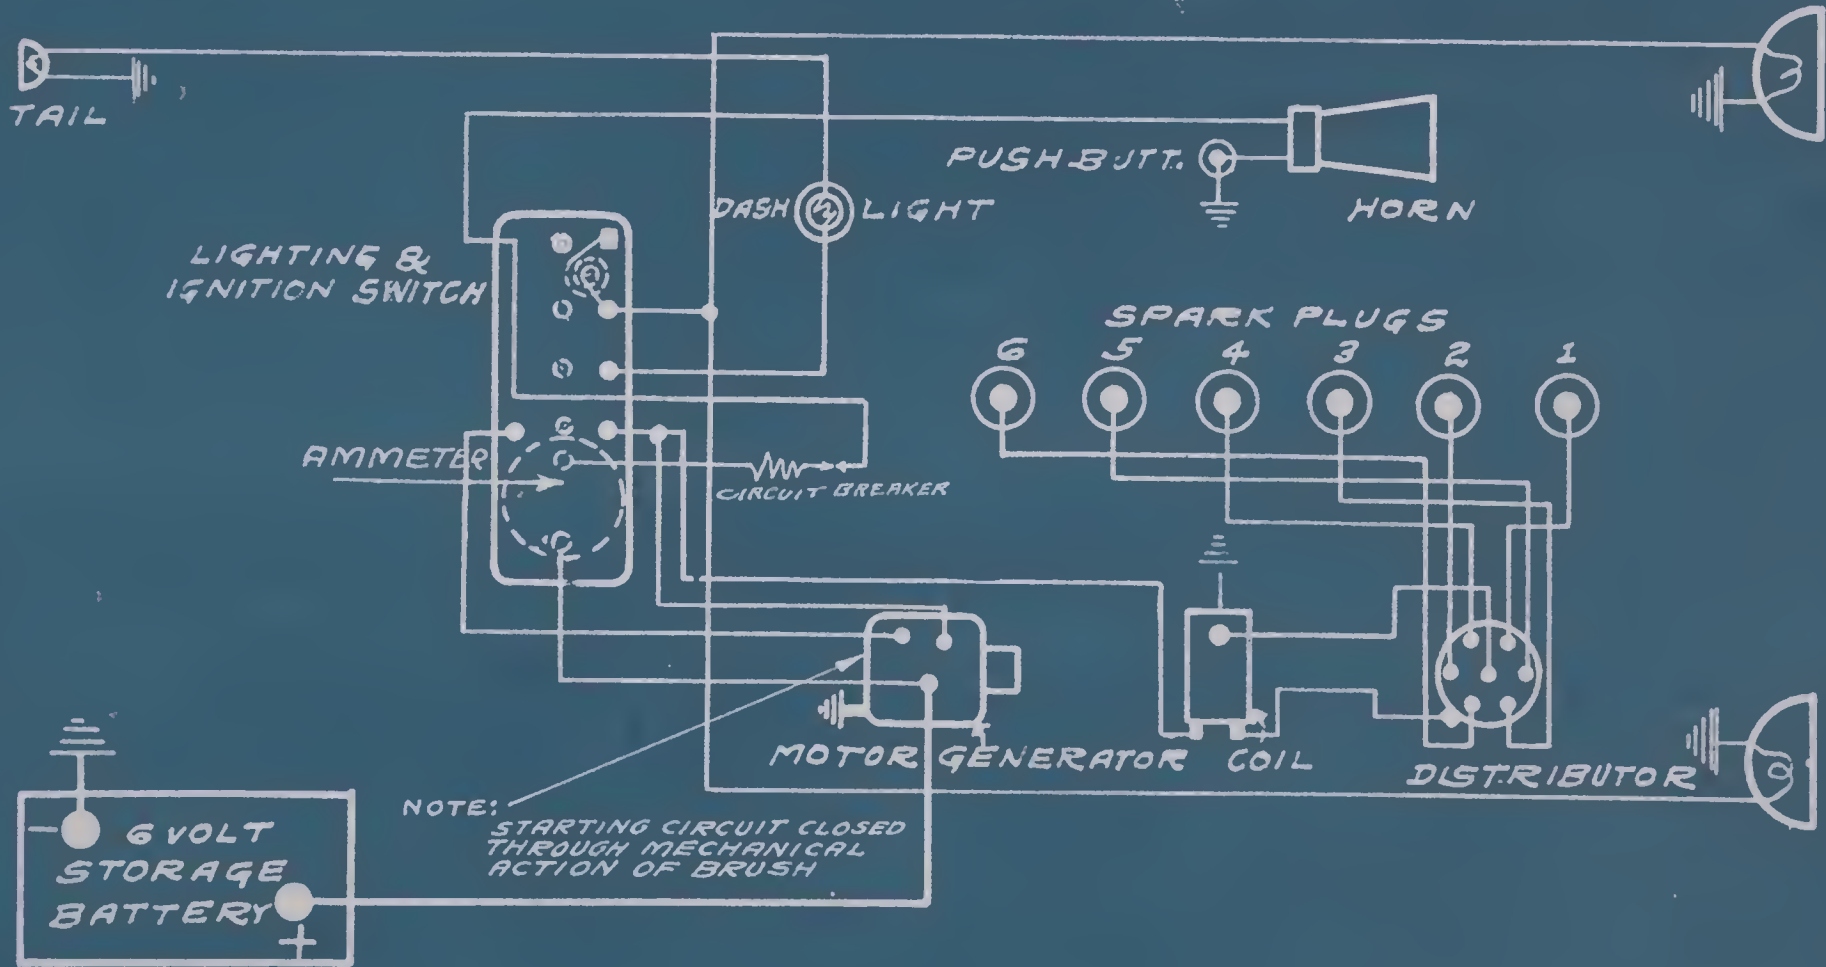 TAIL
PUSH-BUTT.
HORN
DASH LIGHT
LIGHTING &
IGNITION SWITCH
SPARK PLUGS
6 5 4 3 2 1
AMMETER
CIRCUIT BREAKER
MOTOR GENERATOR
COIL
DISTRIBUTOR
NOTE:
STARTING CIRCUIT CLOSED
THROUGH MECHANICAL
ACTION OF BRUSH
- 6 VOLT
STORAGE
BATTERY
+